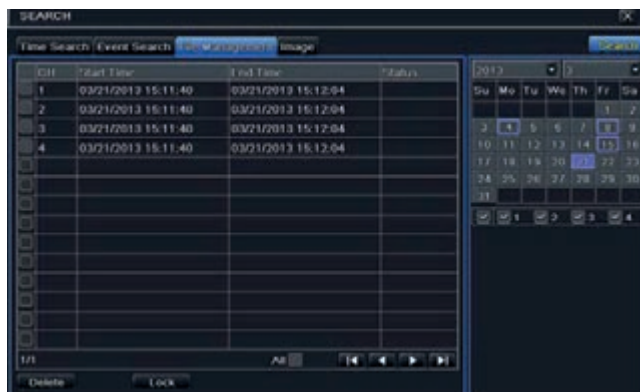 SEARCH
Time Search Event Search File Management Image Search
CH Start Time End Time Status
1 03/21/2013 15:11:40 03/21/2013 15:12:04
2 03/21/2013 15:11:40 03/21/2013 15:12:04
3 03/21/2013 15:11:40 03/21/2013 15:12:04
4 03/21/2013 15:11:40 03/21/2013 15:12:04
1/1 All
Delete Lock
2013 3
Su Mo Tu We Th Fr Sa
1 2
3 4 5 6 7 8 9
10 11 12 13 14 15 16
17 18 19 20 21 22 23
24 25 26 27 28 29 30
31
1 2 3 4